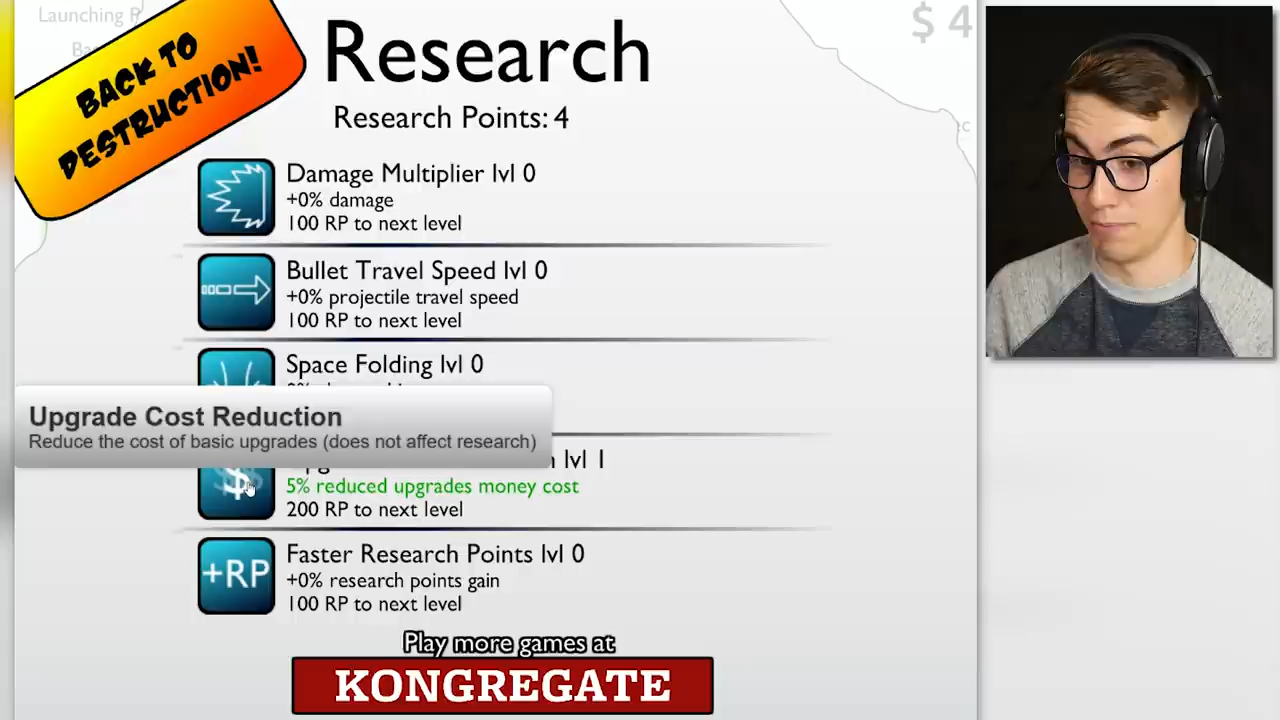 Launching
BACK TO
DESTRUCTION!
Research
$ 4
Research Points: 4
Damage Multiplier lvl 0
+0% damage
100 RP to next level
Bullet Travel Speed lvl 0
+0% projectile travel speed
100 RP to next level
Space Folding lvl 0
Upgrade Cost Reduction
Reduce the cost of basic upgrades (does not affect research)
lvl 1
$
5% reduced upgrades money cost
200 RP to next level
+RP
Faster Research Points lvl 0
+0% research points gain
100 RP to next level
Play more games at
KONGREGATE